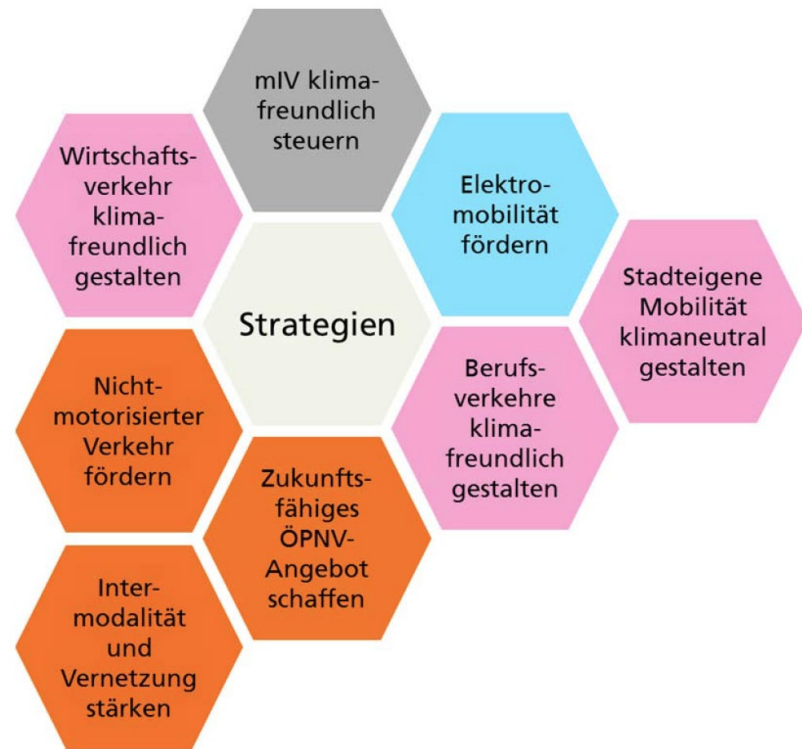 mIV klima-
freundlich
steuern
Wirtschafts-
verkehr
klima-
freundlich
gestalten
Elektro-
mobilität
fördern
Stadteigene
Mobilität
klimaneutral
gestalten
Strategien
Nicht-
motorisierter
Verkehr
fördern
Berufs-
verkehre
klima-
freundlich
gestalten
Zukunfts-
fähiges
ÖPNV-
Angebot
schaffen
Inter-
modalität
und
Vernetzung
stärken